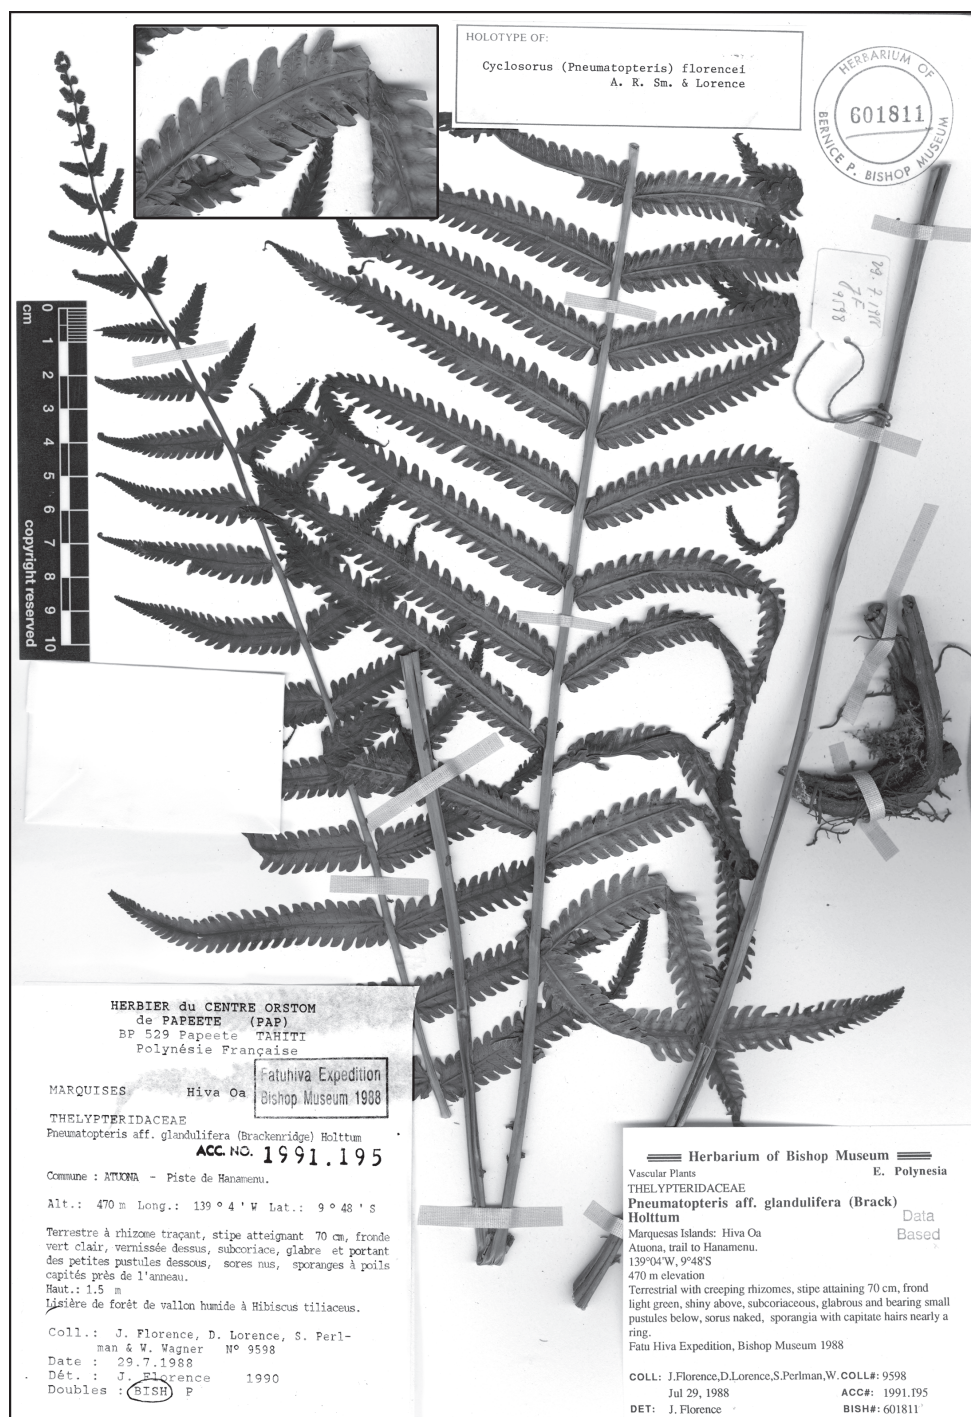 HOLOTYPE OF:
Cyclosorus (Pneumatopteris) florencei
A. R. Sm. & Lorence
HERBARIUM OF
601811
BERNICE P. BISHOP MUSEUM
29. 7. 1988
JF
9598
0
cm
1
2
3
4
5
6
7
8
9
10
copyright reserved
HERBIER du CENTRE ORSTOM
de PAPEETE (PAP)
BP 529 Papeete TAHITI
Polynésie Française
Fatuhiva Expedition
Bishop Museum 1988
MARQUISES Hiva Oa
THELYPTERIDACEAE
Pneumatopteris aff. glandulifera (Brackenridge) Holttum
ACC. NO. 1991.195
Commune : ATUONA - Piste de Hanamenu.
Alt.: 470 m Long.: 139 ° 4 ' W Lat.: 9 ° 48 ' S
Terrestre à rhizome traçant, stipe atteignant 70 cm, fronde
vert clair, vernissée dessus, subcoriace, glabre et portant
des petites pustules dessous, sores nus, sporanges à poils
capités près de l'anneau.
Haut.: 1.5 m
Lisière de forêt de vallon humide à Hibiscus tiliaceus.
Coll.: J. Florence, D. Lorence, S. Perl-
man & W. Wagner N° 9598
Date : 29.7.1988
Dét. : J. Florence 1990
Doubles : BISH P
Herbarium of Bishop Museum
Vascular Plants E. Polynesia
THELYPTERIDACEAE
Pneumatopteris aff. glandulifera (Brack)
Holttum
Data
Based
Marquesas Islands: Hiva Oa
Atuona, trail to Hanamenu.
139°04'W, 9°48'S
470 m elevation
Terrestrial with creeping rhizomes, stipe attaining 70 cm, frond
light green, shiny above, subcoriaceous, glabrous and bearing small
pustules below, sorus naked, sporangia with capitate hairs nearly a
ring.
Fatu Hiva Expedition, Bishop Museum 1988
COLL: J.Florence,D.Lorence,S.Perlman,W. COLL#: 9598
Jul 29, 1988 ACC#: 1991.195
DET: J. Florence BISH#: 601811